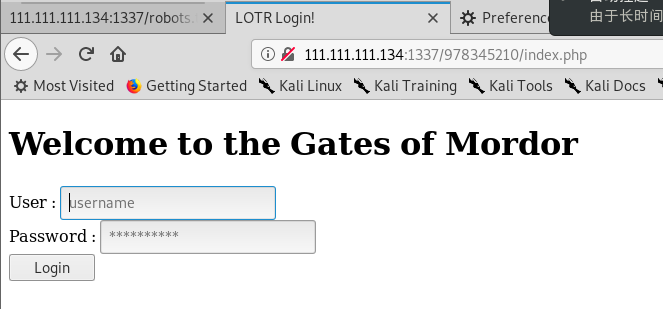 111.111.111.134:1337/robots.
LOTR Login!
Preferenc
由于长时间
111.111.111.134:1337/978345210/index.php
Most Visited Getting Started Kali Linux Kali Training Kali Tools Kali Docs
Welcome to the Gates of Mordor
User : username
Password : **********
Login